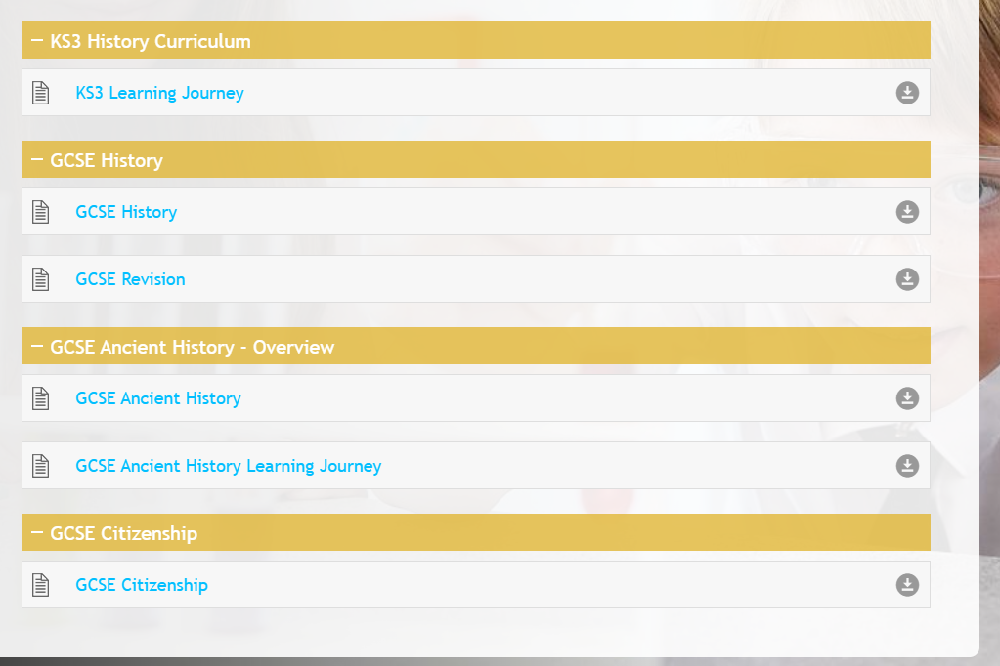 KS3 History Curriculum
KS3 Learning Journey
GCSE History
GCSE History
GCSE Revision
GCSE Ancient History - Overview
GCSE Ancient History
GCSE Ancient History Learning Journey
GCSE Citizenship
GCSE Citizenship